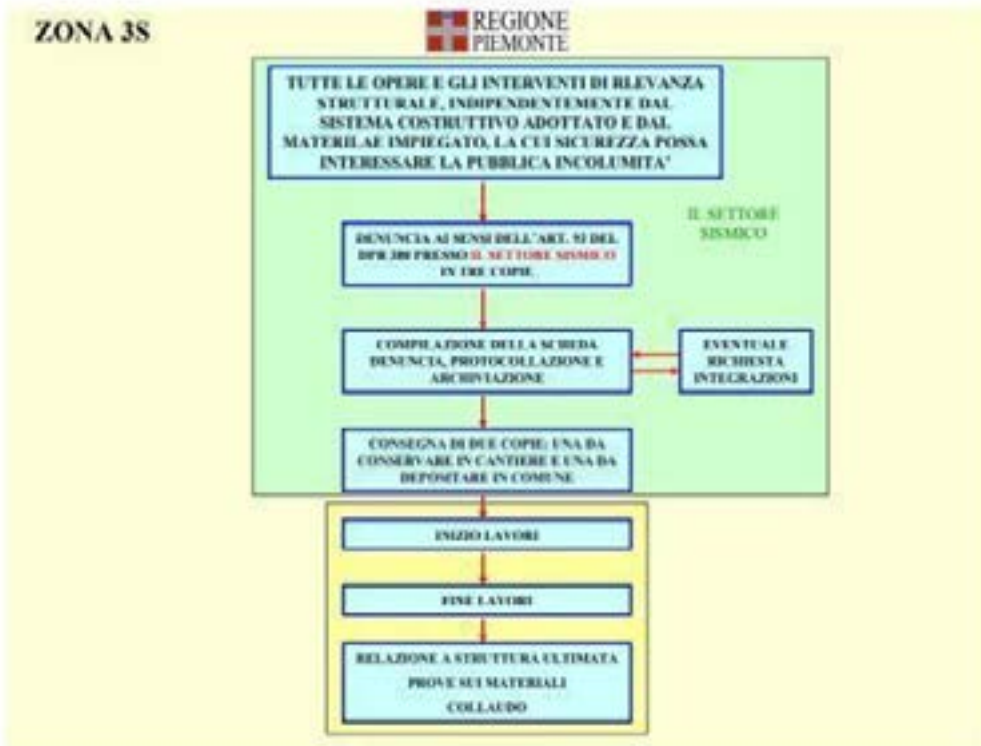 ZONA 3S
REGIONE
PIEMONTE
TUTTE LE OPERE E GLI INTERVENTI DI RLEVANZA
STRUTTURALE, INDIPENDENTEMENTE DAL
SISTEMA COSTRUTTIVO ADOTTATO E DAL
MATERILAE IMPIEGATO, LA CUI SICUREZZA POSSA
INTERESSARE LA PUBBLICA INCOLUMITA'
IL SETTORE
SISMICO
DENUNCIA AI SENSI DELL'ART. 93 DEL
DPR 380 PRESSO IL SETTORE SISMICO
IN TRE COPIE
COMPILAZIONE DELLA SCHEDA
DENUNCIA, PROTOCOLLAZIONE E
ARCHIVIAZIONE
EVENTUALE
RICHIESTA
INTEGRAZIONI
CONSEGNA DI DUE COPIE: UNA DA
CONSERVARE IN CANTIERE E UNA DA
DEPOSITARE IN COMUNE
INIZIO LAVORI
FINE LAVORI
RELAZIONE A STRUTTURA ULTIMATA
PROVE SUI MATERIALI
COLLAUDO